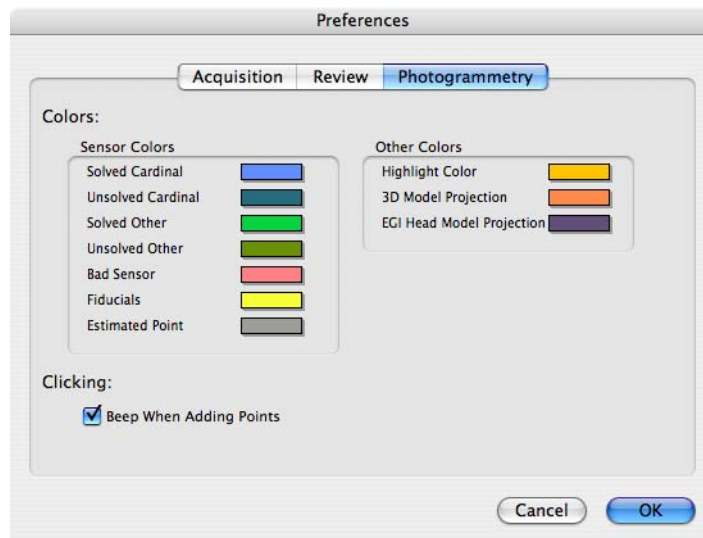 Preferences
Acquisition Review Photogrammetry
Colors:
Sensor Colors
Solved Cardinal
Unsolved Cardinal
Solved Other
Unsolved Other
Bad Sensor
Fiducials
Estimated Point
Other Colors
Highlight Color
3D Model Projection
EGI Head Model Projection
Clicking:
Beep When Adding Points
Cancel OK